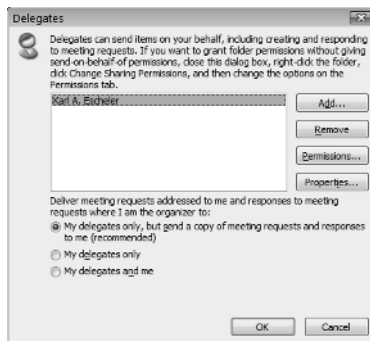 Delegates
Delegates can send items on your behalf, including creating and responding
to meeting requests. If you want to grant folder permissions without giving
send-on-behalf-of permissions, close this dialog box, right-click the folder,
click Change Sharing Permissions, and then change the options on the
Permissions tab.
Karl A. Escheler
Add...
Remove
Permissions...
Properties...
Deliver meeting requests addressed to me and responses to meeting
requests where I am the organizer to:
My delegates only, but send a copy of meeting requests and responses
to me (recommended)
My delegates only
My delegates and me
OK Cancel